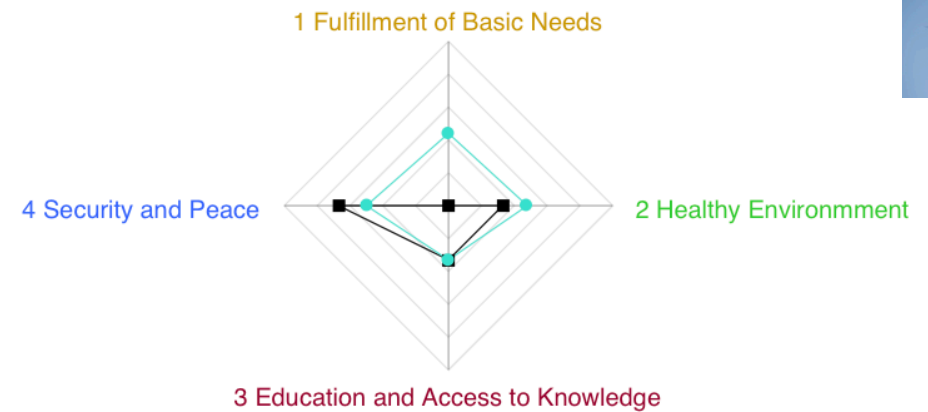 1 Fulfillment of Basic Needs
4 Security and Peace
2 Healthy Environmment
3 Education and Access to Knowledge